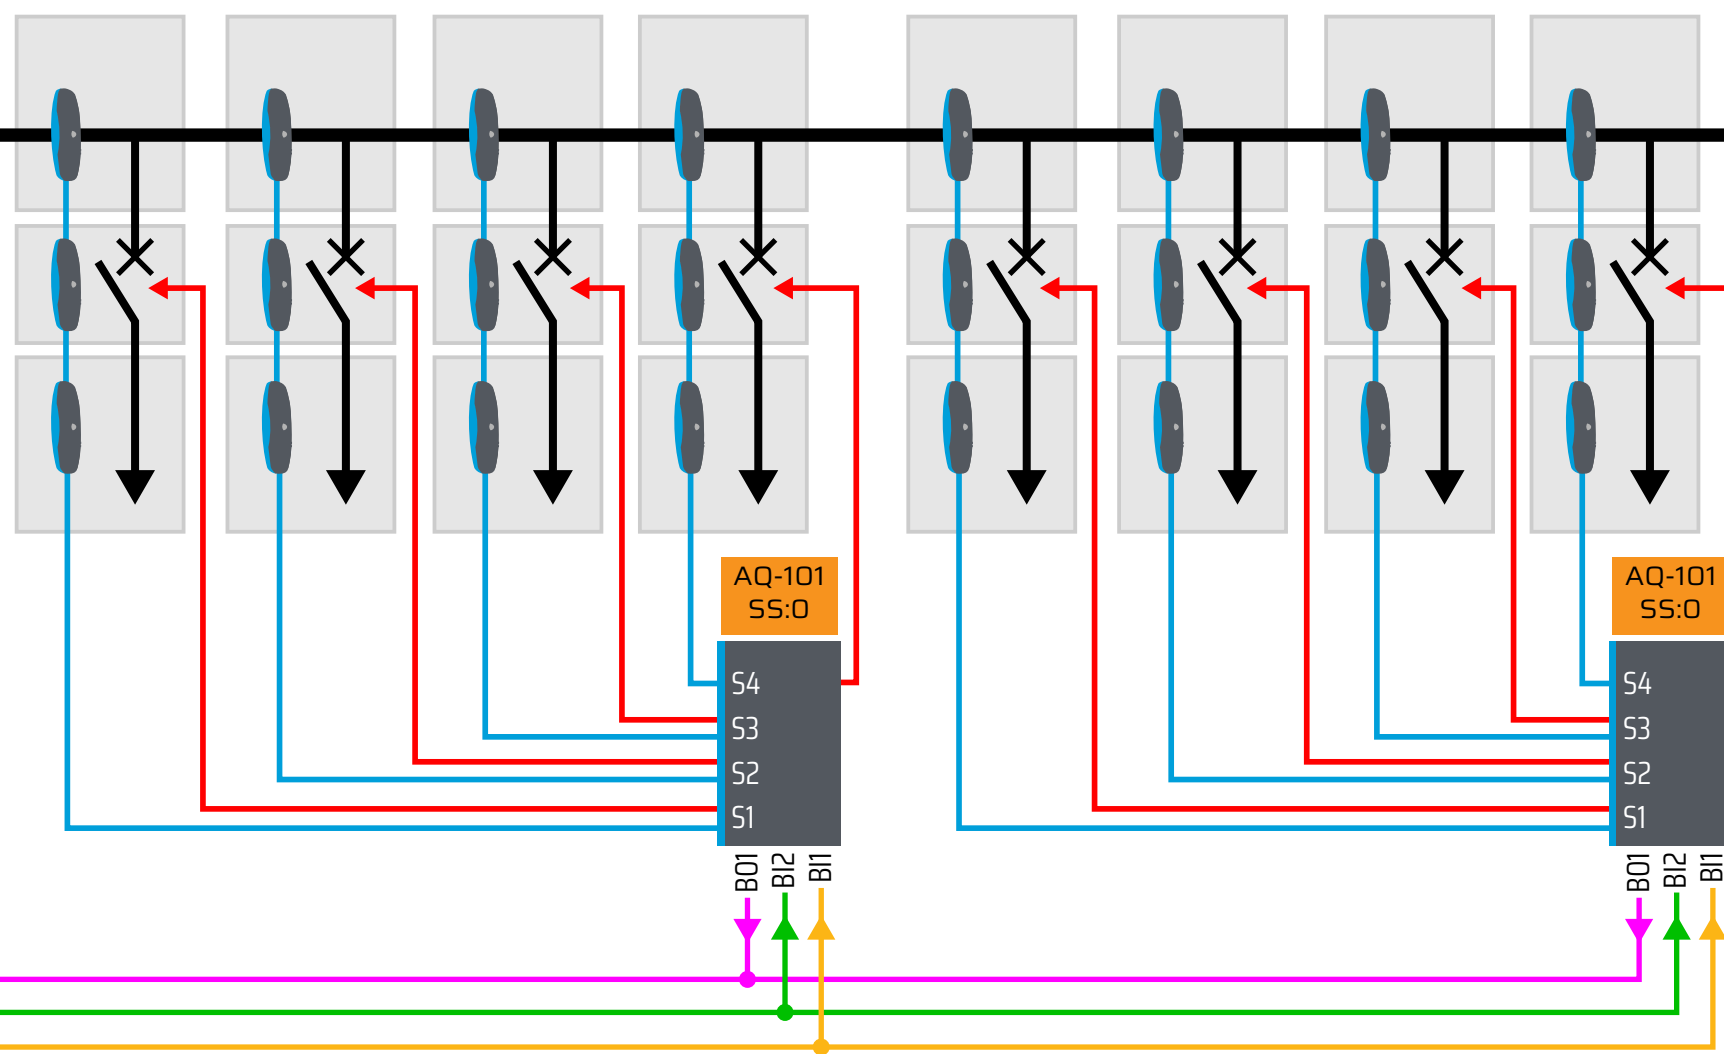 AQ-101
SS:0
S4
S3
S2
S1
BO1
BI2
BI1
AQ-101
SS:0
S4
S3
S2
S1
BO1
BI2
BI1